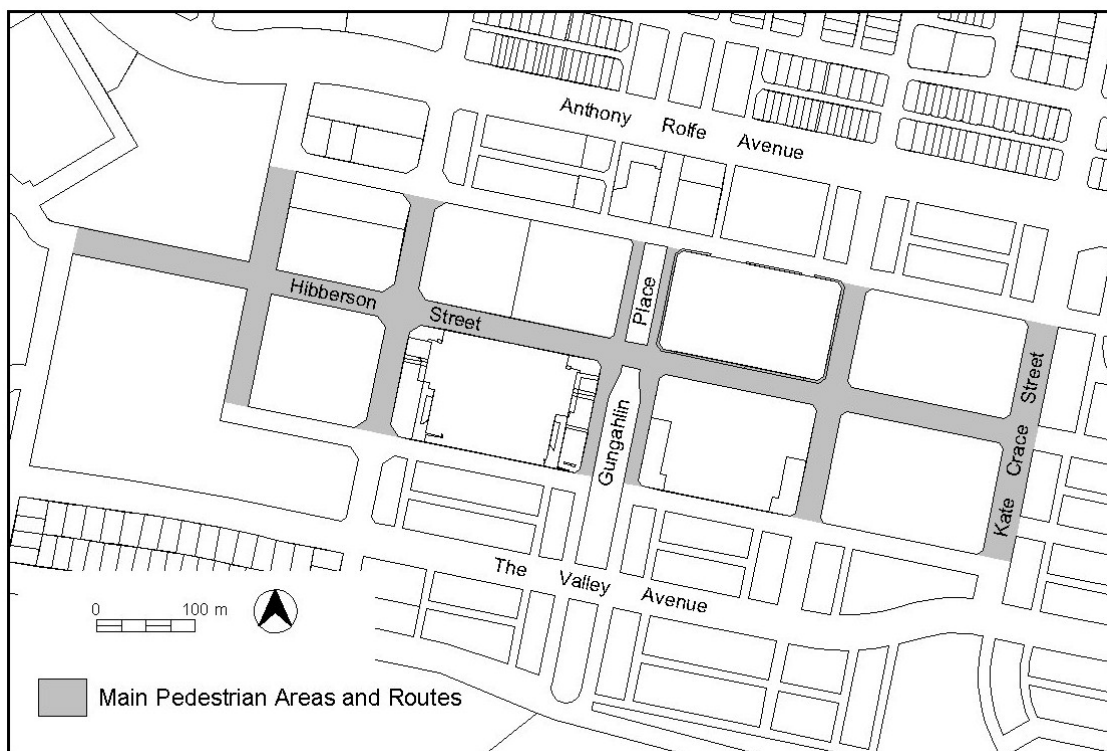 Anthony Rolfe Avenue
Hibberson Street
Place
Gungahlin
Kate Crace Street
The Valley Avenue
0 100 m
Main Pedestrian Areas and Routes